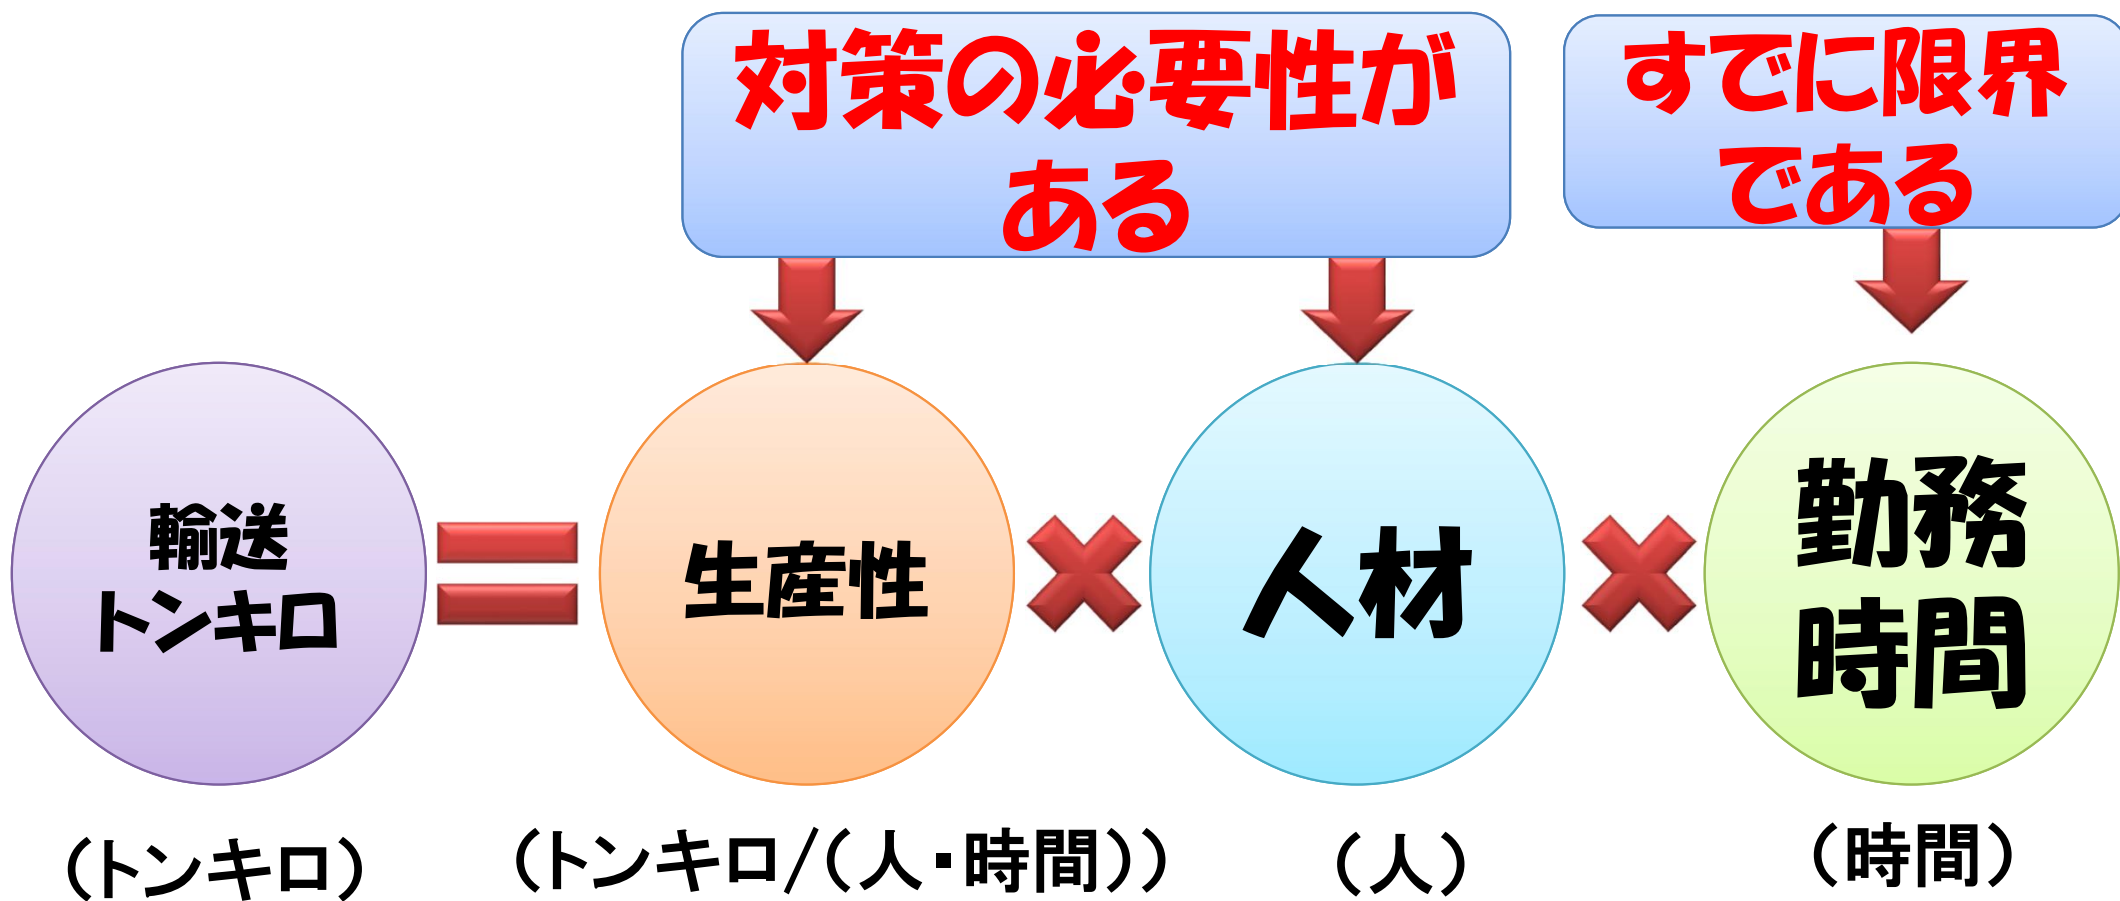 対策の必要性が
ある
すでに限界
である
輸送
トンキロ
生産性
人材
勤務
時間
（トンキロ）
（トンキロ/（人・時間））
（人）
（時間）